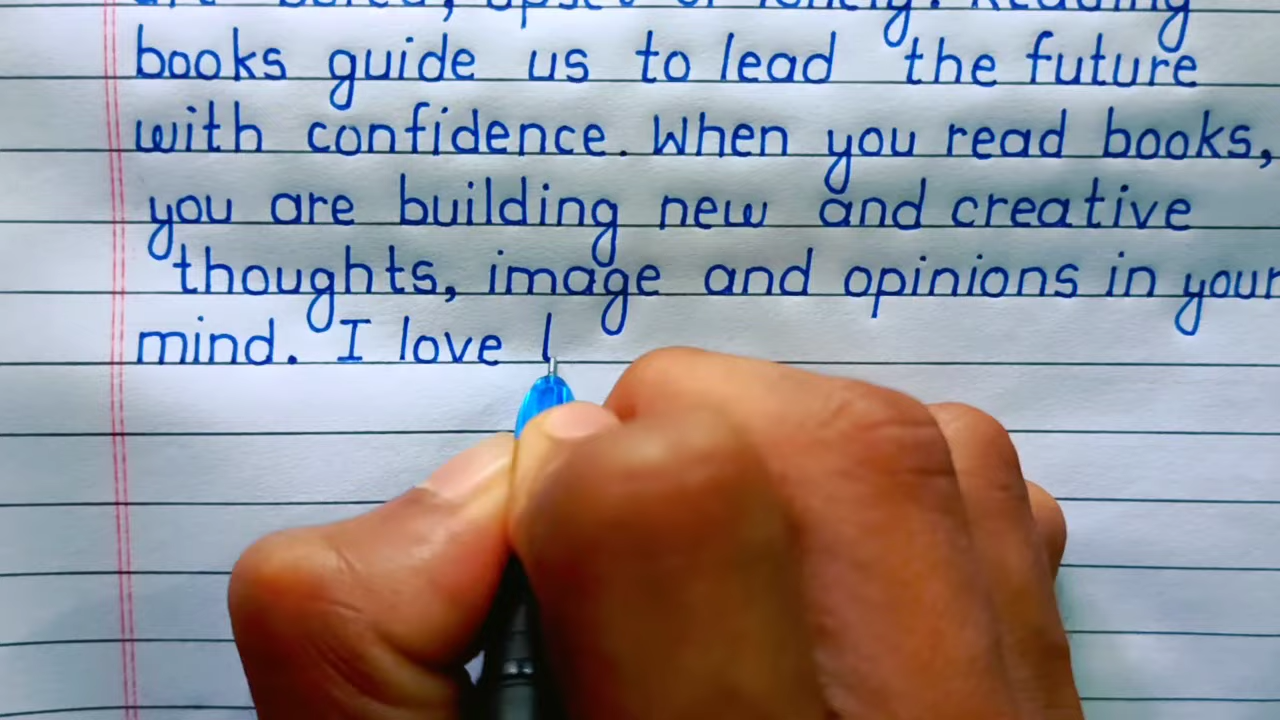 books guide us to lead the future
with confidence. When you read books,
you are building new and creative
thoughts, image and opinions in your
mind. I love